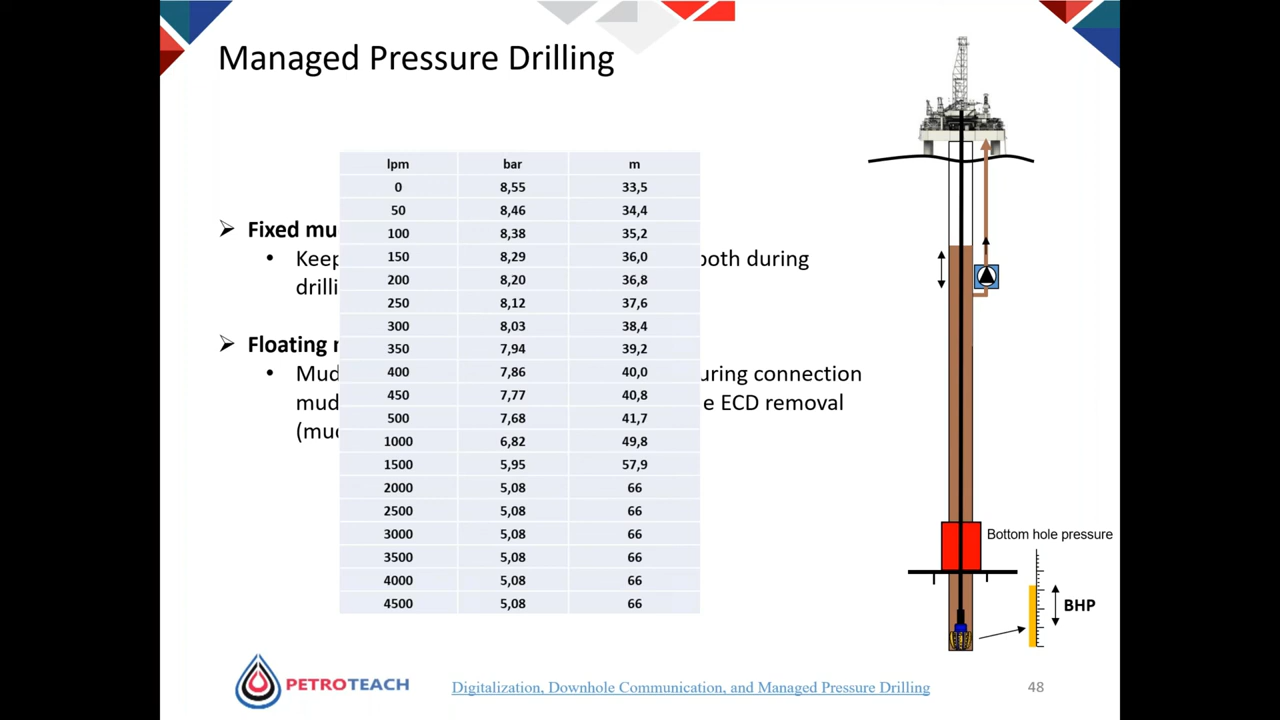 Managed Pressure Drilling
lpm bar m
0 8,55 33,5
50 8,46 34,4
100 8,38 35,2
150 8,29 36,0
200 8,20 36,8
250 8,12 37,6
300 8,03 38,4
350 7,94 39,2
400 7,86 40,0
450 7,77 40,8
500 7,68 41,7
1000 6,82 49,8
1500 5,95 57,9
2000 5,08 66
2500 5,08 66
3000 5,08 66
3500 5,08 66
4000 5,08 66
4500 5,08 66
Fixed mu
Keep both during
drilli
Floating
Mud uring connection
mud e ECD removal
(mud
Bottom hole pressure
BHP
PETROTEACH
Digitalization, Downhole Communication, and Managed Pressure Drilling
48